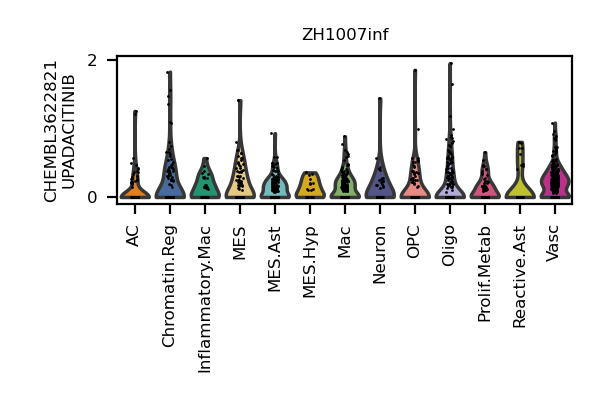 ZH1007inf
CHEMBL3622821
UPADACITINIB
2
0
AC
Chromatin.Reg
Inflammatory.Mac
MES
MES.Ast
MES.Hyp
Mac
Neuron
OPC
Oligo
Prolif.Metab
Reactive.Ast
Vasc